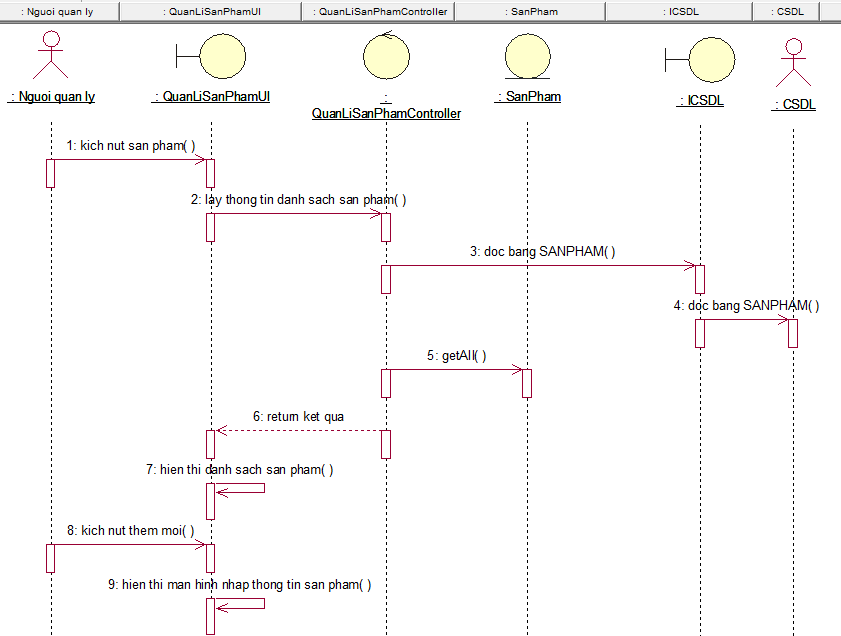 : Nguoi quan ly
: QuanLiSanPhamUI
: QuanLiSanPhamController
: SanPham
: ICSDL
: CSDL
: Nguoi quan ly
: QuanLiSanPhamUI
:
QuanLiSanPhamController
: SanPham
: ICSDL
: CSDL
1: kich nut san pham( )
2: lay thong tin danh sach san pham( )
3: doc bang SANPHAM( )
4: doc bang SANPHAM( )
5: getAll( )
6: return ket qua
7: hien thi danh sach san pham( )
8: kich nut them moi( )
9: hien thi man hinh nhap thong tin san pham( )